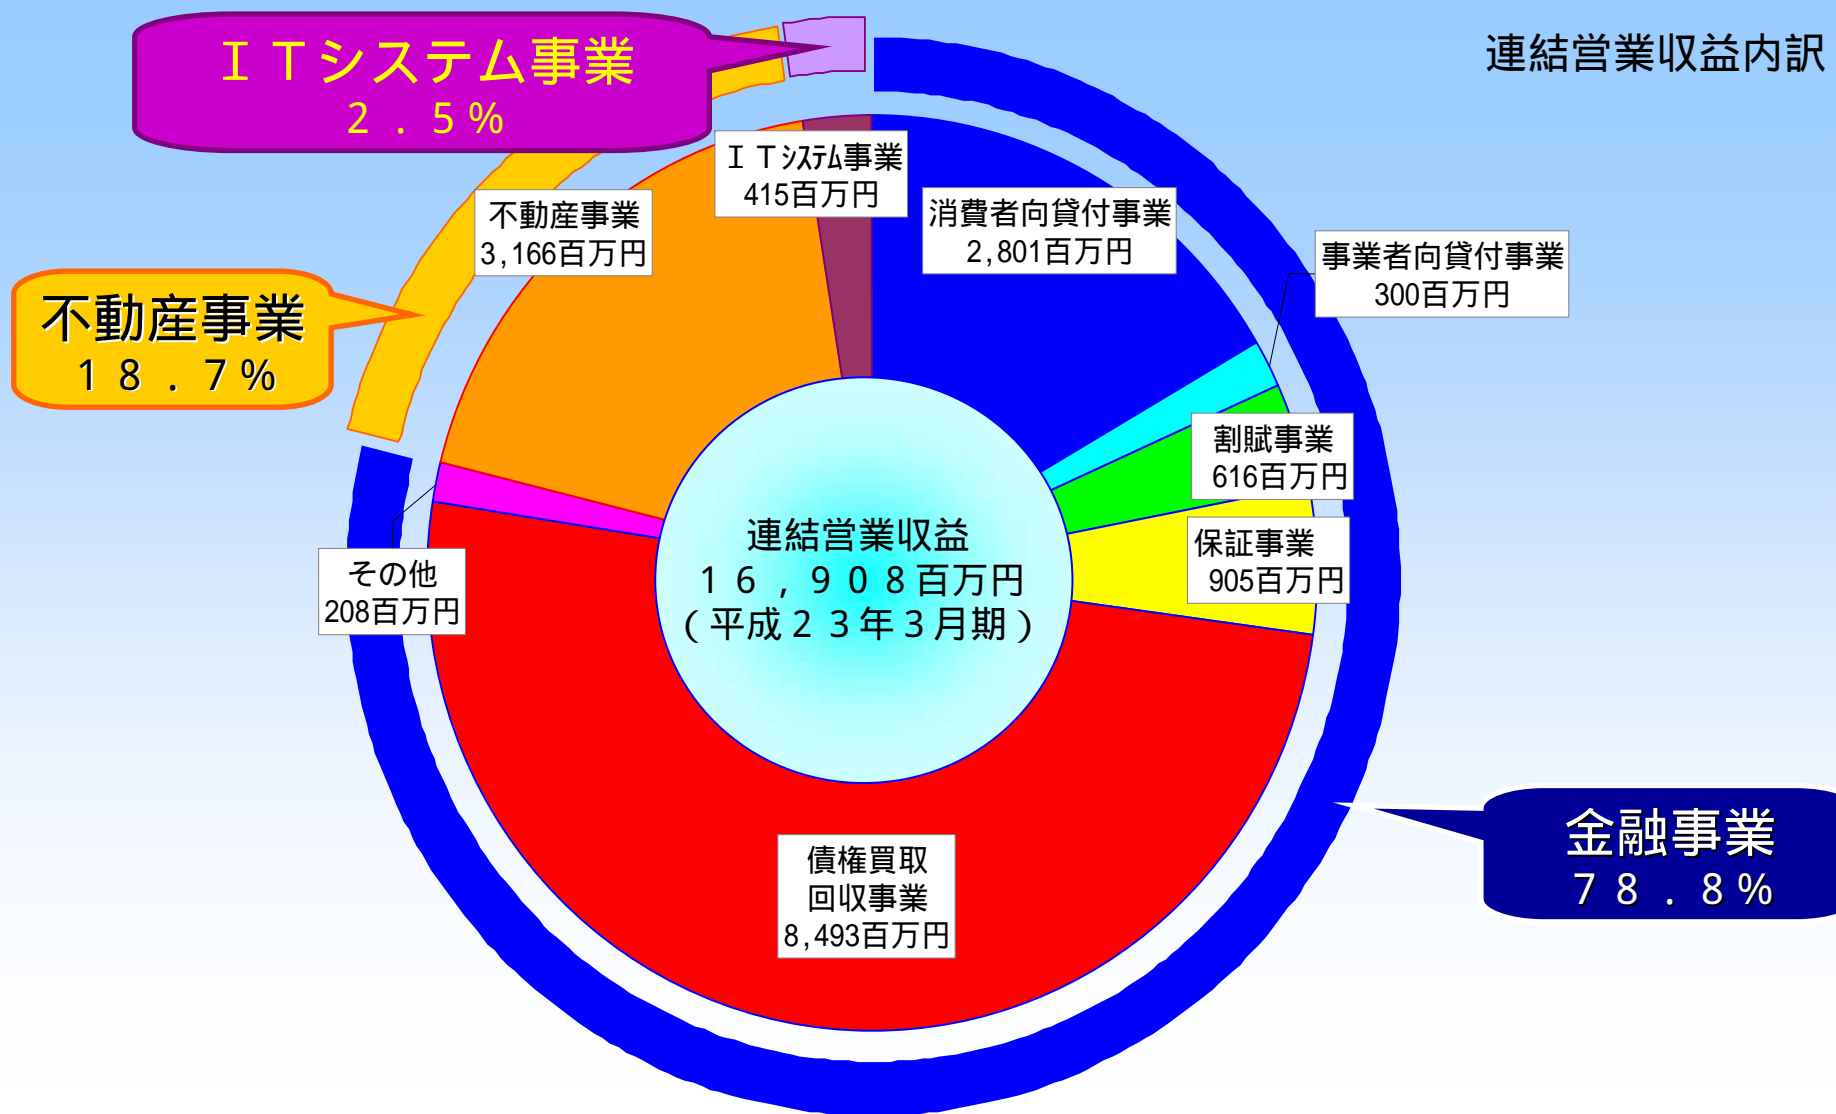 連結営業収益内訳
ＩＴシステム事業
２．５%
ＩＴｼｽﾃﾑ事業
415百万円
不動産事業
3,166百万円
消費者向貸付事業
2,801百万円
事業者向貸付事業
300百万円
不動産事業
１８．７%
割賦事業
616百万円
保証事業
905百万円
連結営業収益
１６,９０８百万円
(平成２３年３月期)
その他
208百万円
金融事業
７８．８%
債権買取
回収事業
8,493百万円